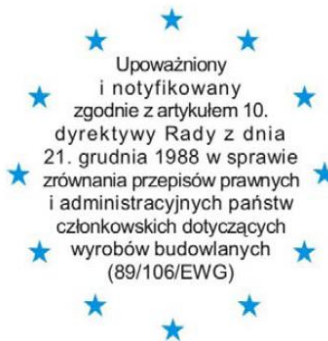 Upoważniony
i notyfikowany
zgodnie z artykułem 10.
dyrektywy Rady z dnia
21. grudnia 1988 w sprawie
zrównania przepisów prawnych
i administracyjnych państw
członkowskich dotyczących
wyrobów budowlanych
(89/106/EWG)